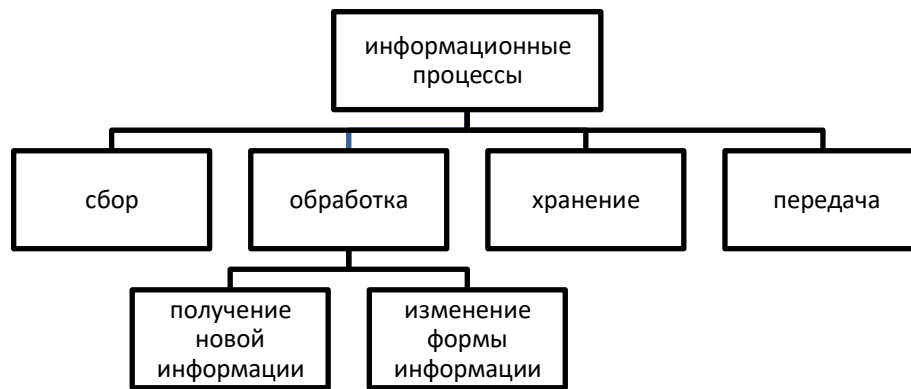 информационные
процессы
сбор
обработка
хранение
передача
получение
новой
информации
изменение
формы
информации